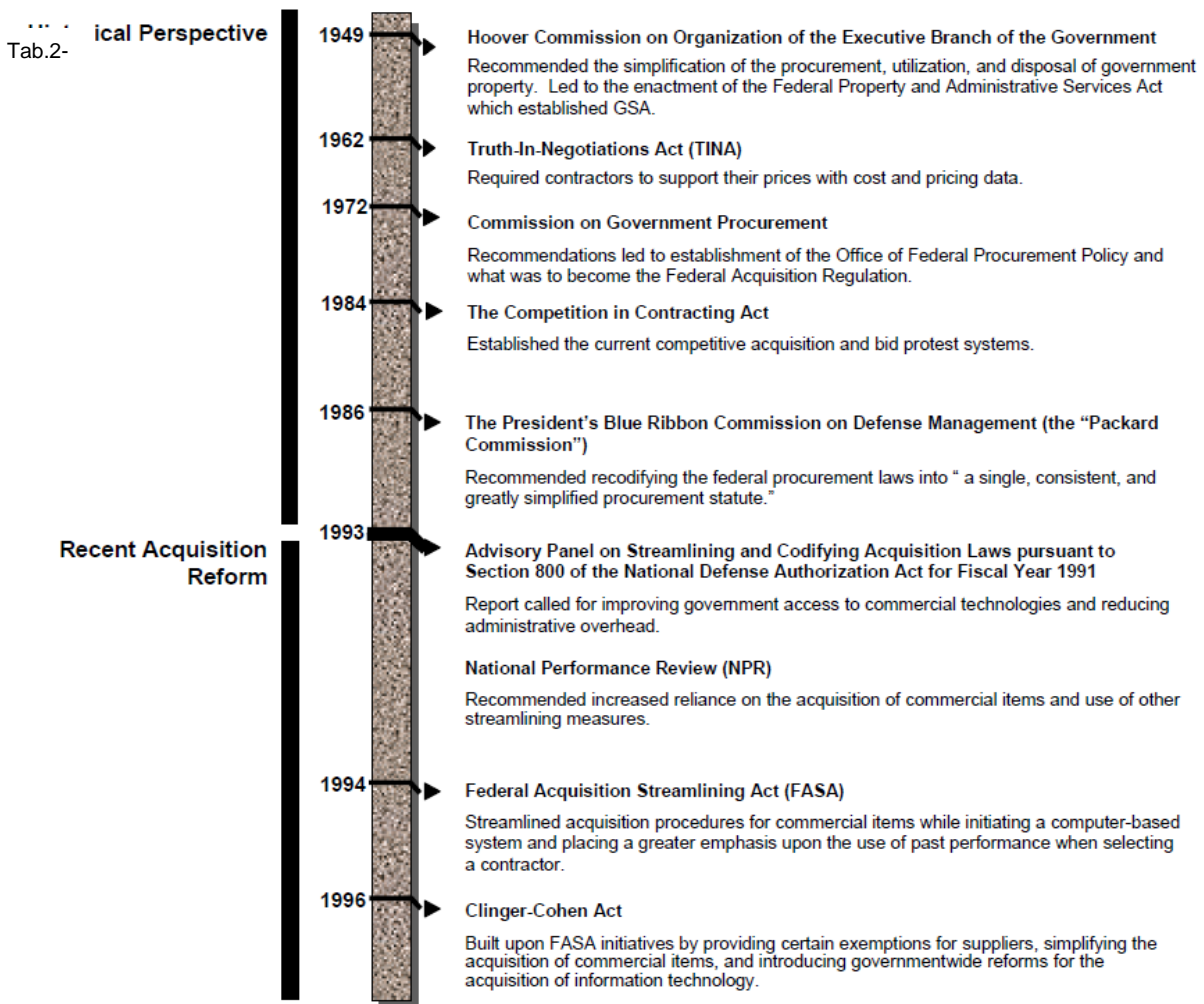 ical Perspective
Tab.2-
1949
Hoover Commission on Organization of the Executive Branch of the Government
Recommended the simplification of the procurement, utilization, and disposal of government
property. Led to the enactment of the Federal Property and Administrative Services Act
which established GSA.
1962
Truth-In-Negotiations Act (TINA)
Required contractors to support their prices with cost and pricing data.
1972
Commission on Government Procurement
Recommendations led to establishment of the Office of Federal Procurement Policy and
what was to become the Federal Acquisition Regulation.
1984
The Competition in Contracting Act
Established the current competitive acquisition and bid protest systems.
1986
The President's Blue Ribbon Commission on Defense Management (the “Packard
Commission”)
Recommended recodifying the federal procurement laws into “ a single, consistent, and
greatly simplified procurement statute.”
Recent Acquisition
Reform
1993
Advisory Panel on Streamlining and Codifying Acquisition Laws pursuant to
Section 800 of the National Defense Authorization Act for Fiscal Year 1991
Report called for improving government access to commercial technologies and reducing
administrative overhead.
National Performance Review (NPR)
Recommended increased reliance on the acquisition of commercial items and use of other
streamlining measures.
1994
Federal Acquisition Streamlining Act (FASA)
Streamlined acquisition procedures for commercial items while initiating a computer-based
system and placing a greater emphasis upon the use of past performance when selecting
a contractor.
1996
Clinger-Cohen Act
Built upon FASA initiatives by providing certain exemptions for suppliers, simplifying the
acquisition of commercial items, and introducing governmentwide reforms for the
acquisition of information technology.